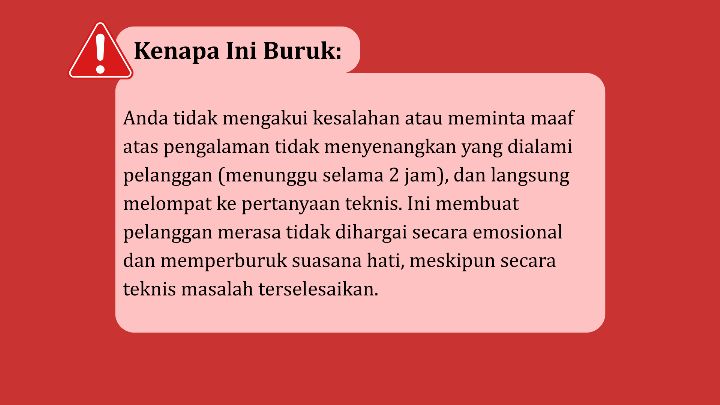 Kenapa Ini Buruk:
Anda tidak mengakui kesalahan atau meminta maaf
atas pengalaman tidak menyenangkan yang dialami
pelanggan (menunggu selama 2 jam), dan langsung
melompat ke pertanyaan teknis. Ini membuat
pelanggan merasa tidak dihargai secara emosional
dan memperburuk suasana hati, meskipun secara
teknis masalah terselesaikan.